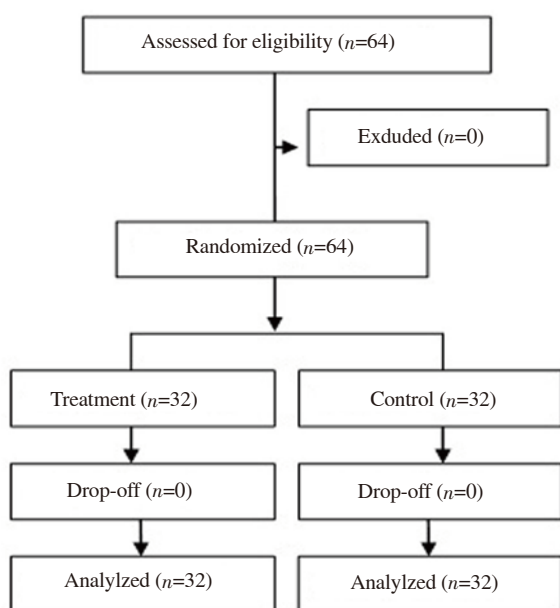 Assessed for eligibility (n=64)
Exduded (n=0)
Randomized (n=64)
Treatment (n=32)
Control (n=32)
Drop-off (n=0)
Drop-off (n=0)
Analylzed (n=32)
Analylzed (n=32)